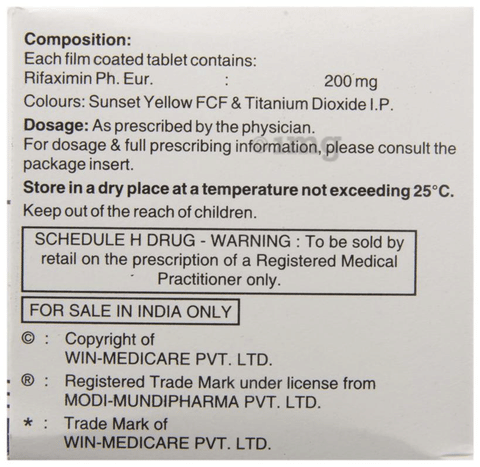 Composition:
Each film coated tablet contains:
Rifaximin Ph. Eur. : 200 mg
Colours: Sunset Yellow FCF & Titanium Dioxide I.P.
Dosage: As prescribed by the physician.
For dosage & full prescribing information, please consult the
package insert.
Store in a dry place at a temperature not exceeding 25°C.
Keep out of the reach of children.
SCHEDULE H DRUG - WARNING : To be sold by
retail on the prescription of a Registered Medical
Practitioner only.
FOR SALE IN INDIA ONLY
© : Copyright of
WIN-MEDICARE PVT. LTD.
® : Registered Trade Mark under license from
MODI-MUNDIPHARMA PVT. LTD.
* : Trade Mark of
WIN-MEDICARE PVT. LTD.